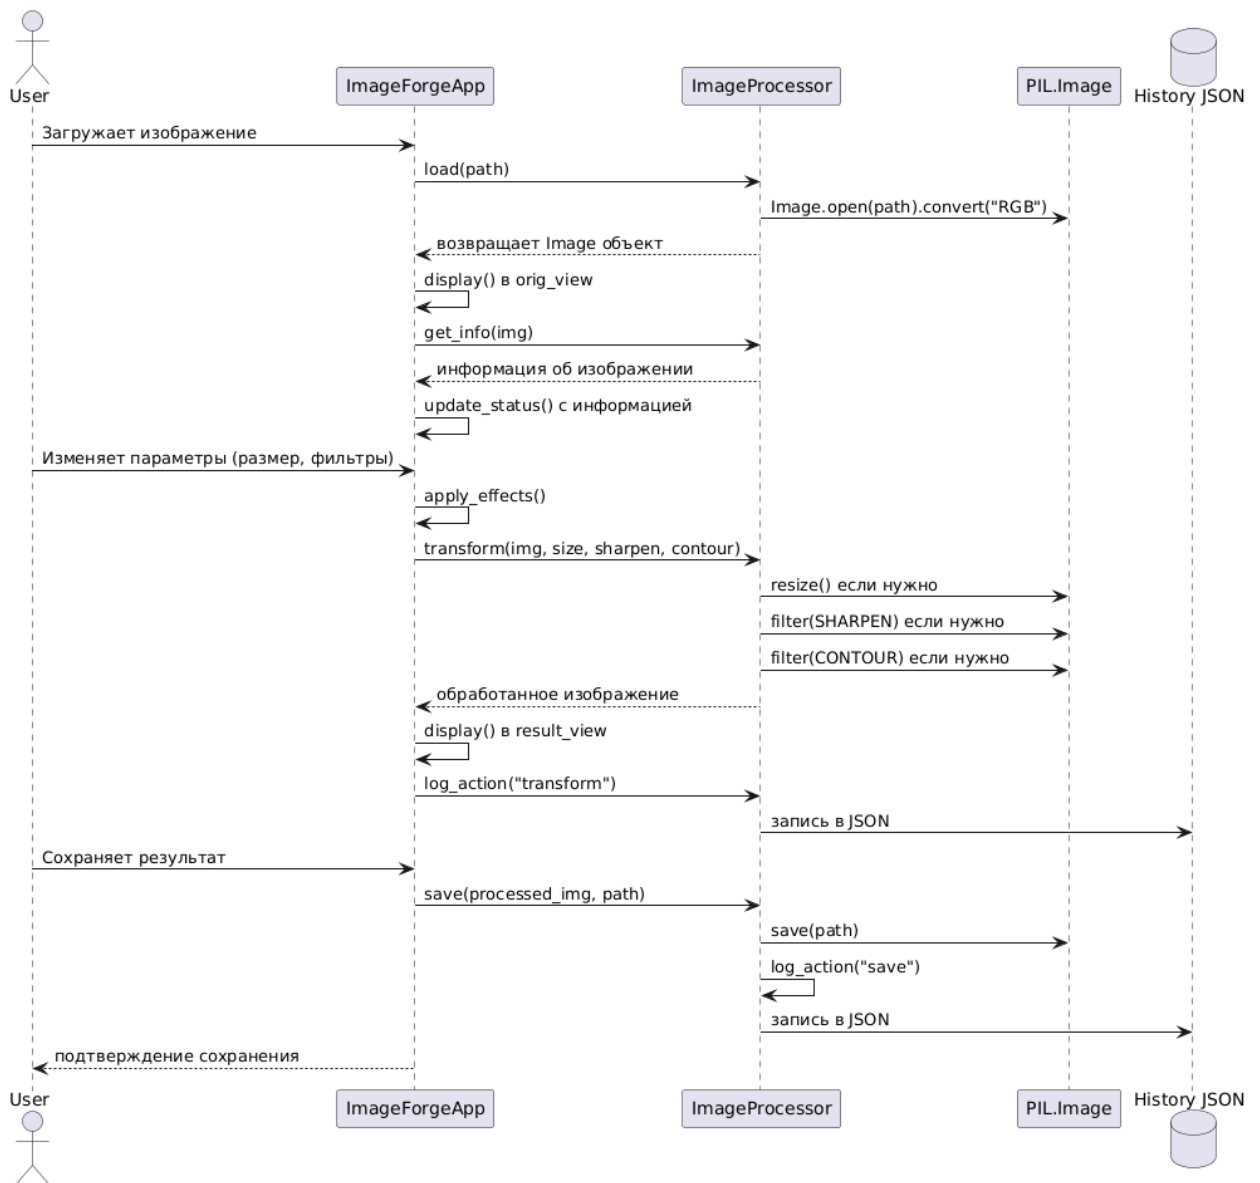 User
ImageForgeApp
ImageProcessor
PIL.Image
History JSON
Загружает изображение
load(path)
Image.open(path).convert("RGB")
возвращает Image объект
display() в orig_view
get_info(img)
информация об изображении
update_status() с информацией
Изменяет параметры (размер, фильтры)
apply_effects()
transform(img, size, sharpen, contour)
resize() если нужно
filter(SHARPEN) если нужно
filter(CONTOUR) если нужно
обработанное изображение
display() в result_view
log_action("transform")
запись в JSON
Сохраняет результат
save(processed_img, path)
save(path)
log_action("save")
запись в JSON
подтверждение сохранения
User
ImageForgeApp
ImageProcessor
PIL.Image
History JSON